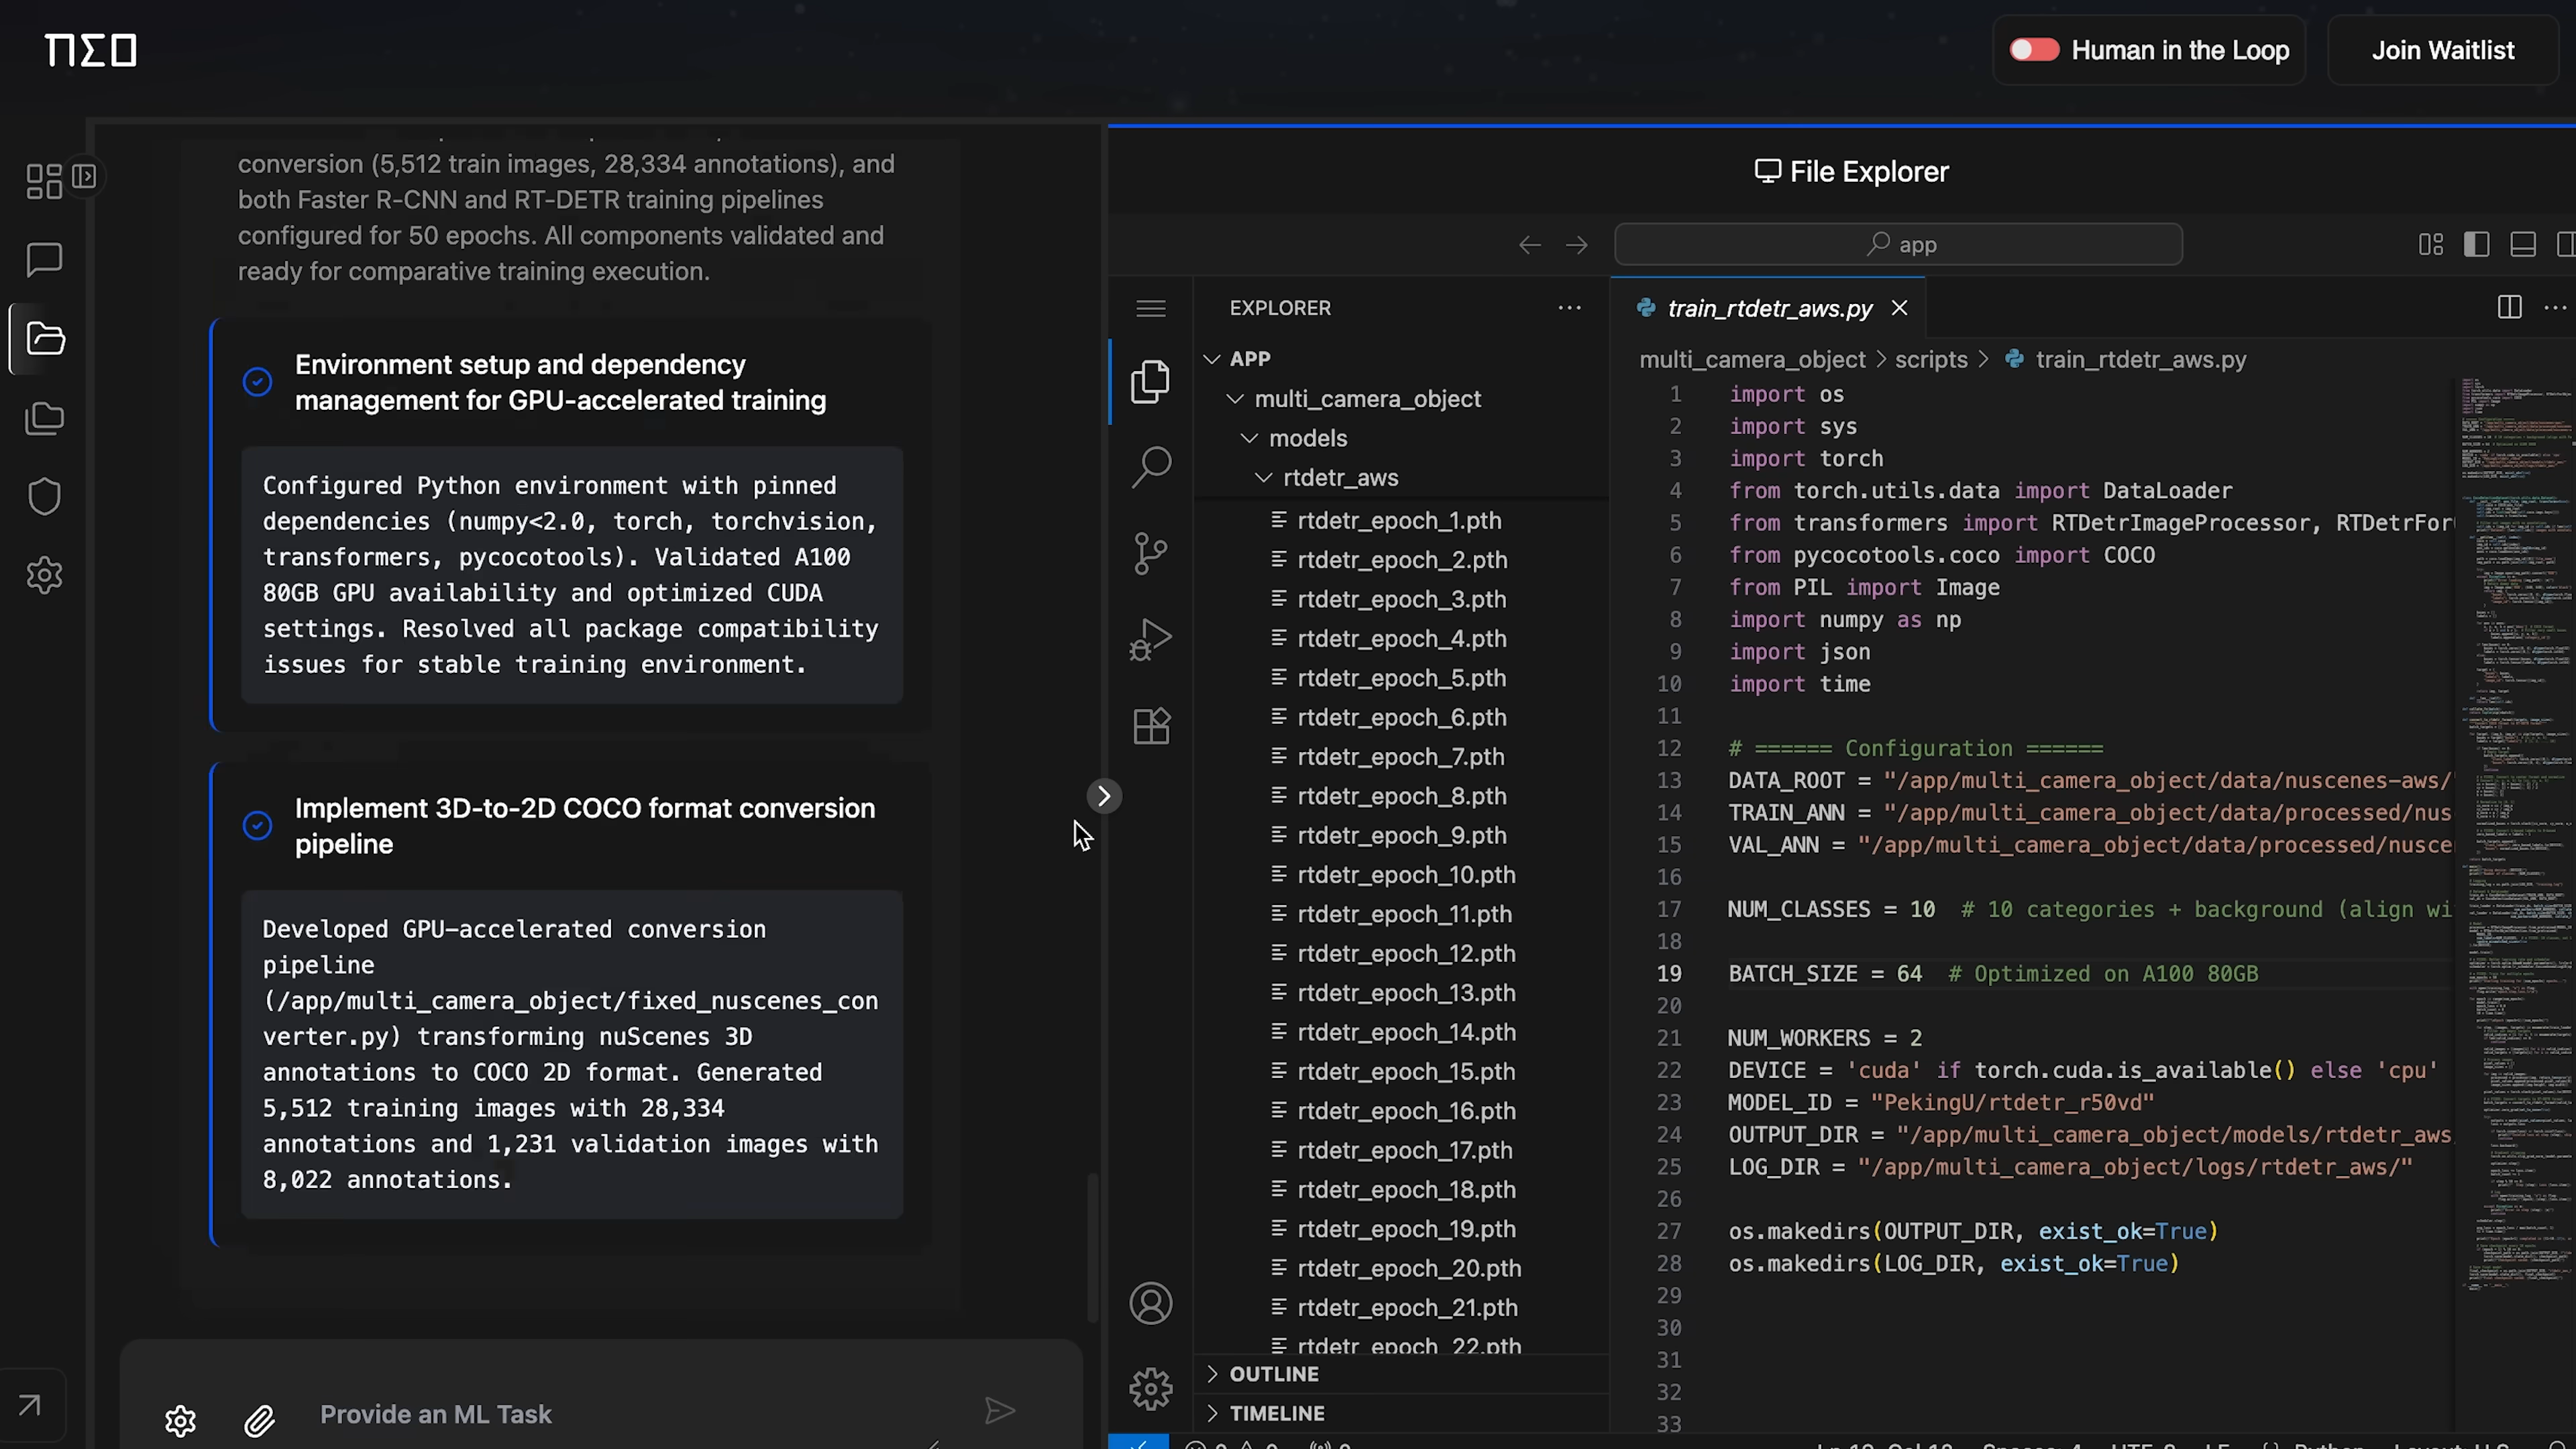 ΠΣΟ
Human in the Loop
Join Waitlist
conversion (5,512 train images, 28,334 annotations), and
both Faster R-CNN and RT-DETR training pipelines
configured for 50 epochs. All components validated and
ready for comparative training execution.
Environment setup and dependency
management for GPU-accelerated training
Configured Python environment with pinned
dependencies (numpy<2.0, torch, torchvision,
transformers, pycocotools). Validated A100
80GB GPU availability and optimized CUDA
settings. Resolved all package compatibility
issues for stable training environment.
Implement 3D-to-2D COCO format conversion
pipeline
Developed GPU-accelerated conversion
pipeline
(/app/multi_camera_object/fixed_nuscenes_con
verter.py) transforming nuScenes 3D
annotations to COCO 2D format. Generated
5,512 training images with 28,334
annotations and 1,231 validation images with
8,022 annotations.
Provide an ML Task
File Explorer
app
EXPLORER
APP
multi_camera_object
models
rtdetr_aws
rtdetr_epoch_1.pth
rtdetr_epoch_2.pth
rtdetr_epoch_3.pth
rtdetr_epoch_4.pth
rtdetr_epoch_5.pth
rtdetr_epoch_6.pth
rtdetr_epoch_7.pth
rtdetr_epoch_8.pth
rtdetr_epoch_9.pth
rtdetr_epoch_10.pth
rtdetr_epoch_11.pth
rtdetr_epoch_12.pth
rtdetr_epoch_13.pth
rtdetr_epoch_14.pth
rtdetr_epoch_15.pth
rtdetr_epoch_16.pth
rtdetr_epoch_17.pth
rtdetr_epoch_18.pth
rtdetr_epoch_19.pth
rtdetr_epoch_20.pth
rtdetr_epoch_21.pth
rtdetr_epoch_22.pth
OUTLINE
TIMELINE
train_rtdetr_aws.py
multi_camera_object > scripts > train_rtdetr_aws.py
1 import os
2 import sys
3 import torch
4 from torch.utils.data import DataLoader
5 from transformers import RTDetrImageProcessor, RTDetrFor
6 from pycocotools.coco import COCO
7 from PIL import Image
8 import numpy as np
9 import json
10 import time
11
12 # ====== Configuration ======
13 DATA_ROOT = "/app/multi_camera_object/data/nuscenes-aws/"
14 TRAIN_ANN = "/app/multi_camera_object/data/processed/nus
15 VAL_ANN = "/app/multi_camera_object/data/processed/nusce
16
17 NUM_CLASSES = 10 # 10 categories + background (align wi
18
19 BATCH_SIZE = 64 # Optimized on A100 80GB
20
21 NUM_WORKERS = 2
22 DEVICE = 'cuda' if torch.cuda.is_available() else 'cpu'
23 MODEL_ID = "PekingU/rtdetr_r50vd"
24 OUTPUT_DIR = "/app/multi_camera_object/models/rtdetr_aws
25 LOG_DIR = "/app/multi_camera_object/logs/rtdetr_aws/"
26
27 os.makedirs(OUTPUT_DIR, exist_ok=True)
28 os.makedirs(LOG_DIR, exist_ok=True)
29
30
31
32
33